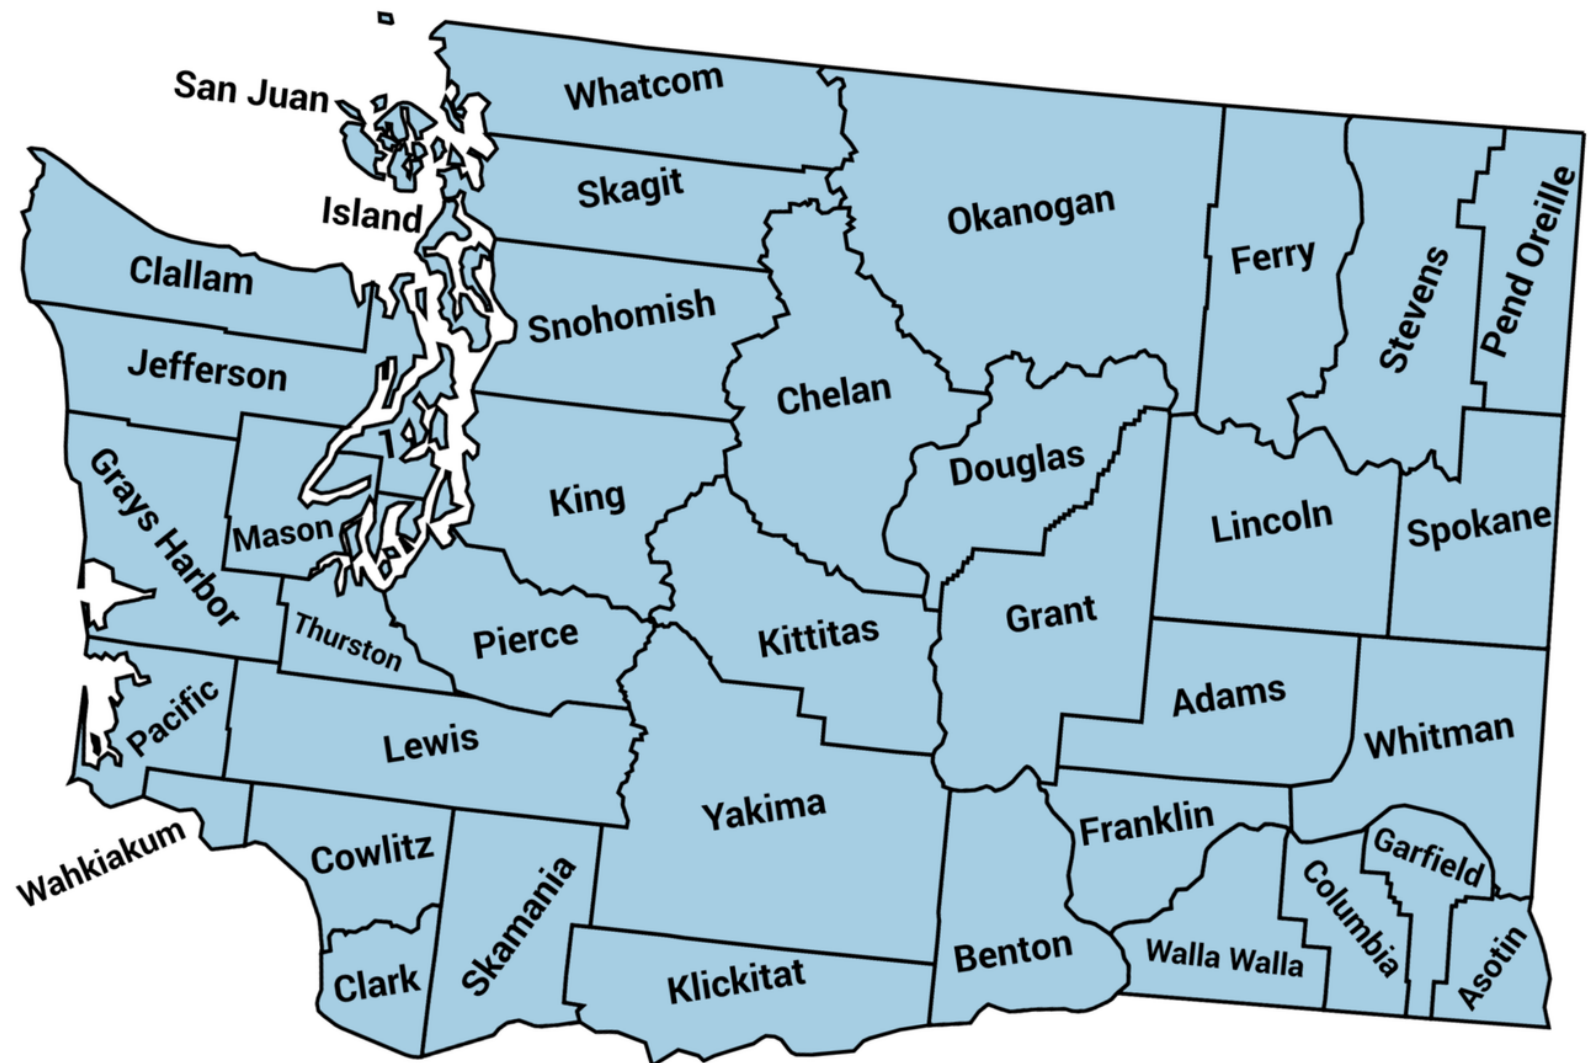 Whatcom
San Juan
Skagit
Island
Okanogan
Ferry
Stevens
Pend Oreille
Clallam
Snohomish
Jefferson
Chelan
1
Grays Harbor
Mason
King
Douglas
Lincoln
Spokane
Thurston
Pierce
Kittitas
Grant
Pacific
Lewis
Adams
Whitman
Wahkiakum
Cowlitz
Yakima
Franklin
Garfield
Columbia
Skamania
Clark
Klickitat
Benton
Walla Walla
Asotin